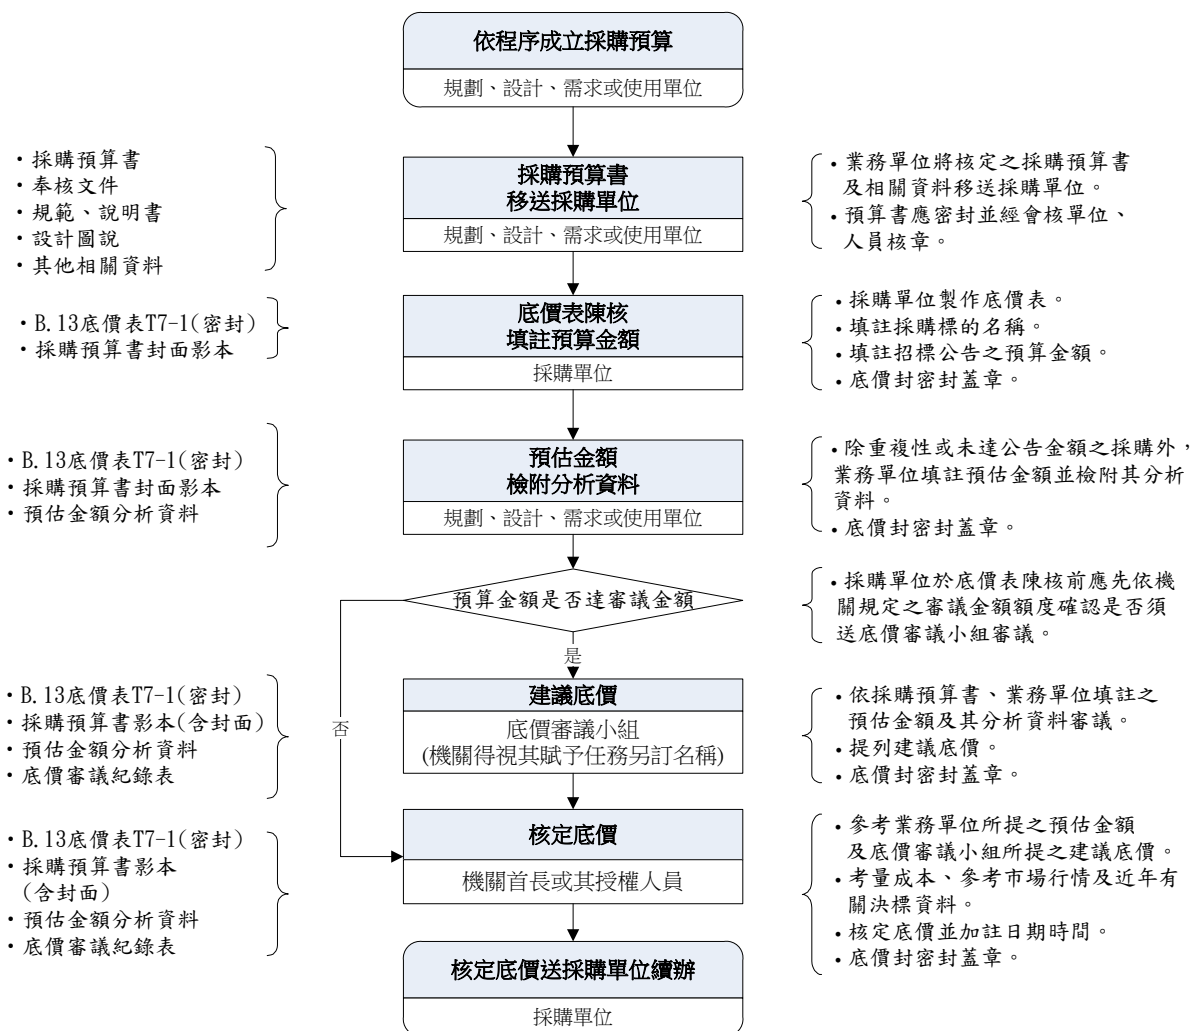 依程序成立採購預算
規劃、設計、需求或使用單位
・採購預算書
・奉核文件
・規範、說明書
・設計圖說
・其他相關資料
採購預算書
移送採購單位
規劃、設計、需求或使用單位
・業務單位將核定之採購預算書
及相關資料移送採購單位。
・預算書應密封並經會核單位、
人員核章。
・B.13底價表T7-1(密封)
・採購預算書封面影本
底價表陳核
填註預算金額
採購單位
・採購單位製作底價表。
・填註採購標的名稱。
・填註招標公告之預算金額。
・底價封密封蓋章。
・B.13底價表T7-1(密封)
・採購預算書封面影本
・預估金額分析資料
預估金額
檢附分析資料
規劃、設計、需求或使用單位
・除重複性或未達公告金額之採購外，
業務單位填註預估金額並檢附其分析
資料。
・底價封密封蓋章。
預算金額是否達審議金額
・採購單位於底價表陳核前應先依機
關規定之審議金額額度確認是否須
送底價審議小組審議。
是
否
・B.13底價表T7-1(密封)
・採購預算書影本(含封面)
・預估金額分析資料
・底價審議紀錄表
建議底價
底價審議小組
(機關得視其賦予任務另訂名稱)
・依採購預算書、業務單位填註之
預估金額及其分析資料審議。
・提列建議底價。
・底價封密封蓋章。
・B.13底價表T7-1(密封)
・採購預算書影本
(含封面)
・預估金額分析資料
・底價審議紀錄表
核定底價
機關首長或其授權人員
・參考業務單位所提之預估金額
及底價審議小組所提之建議底價。
・考量成本、參考市場行情及近年有
關決標資料。
・核定底價並加註日期時間。
・底價封密封蓋章。
核定底價送採購單位續辦
採購單位